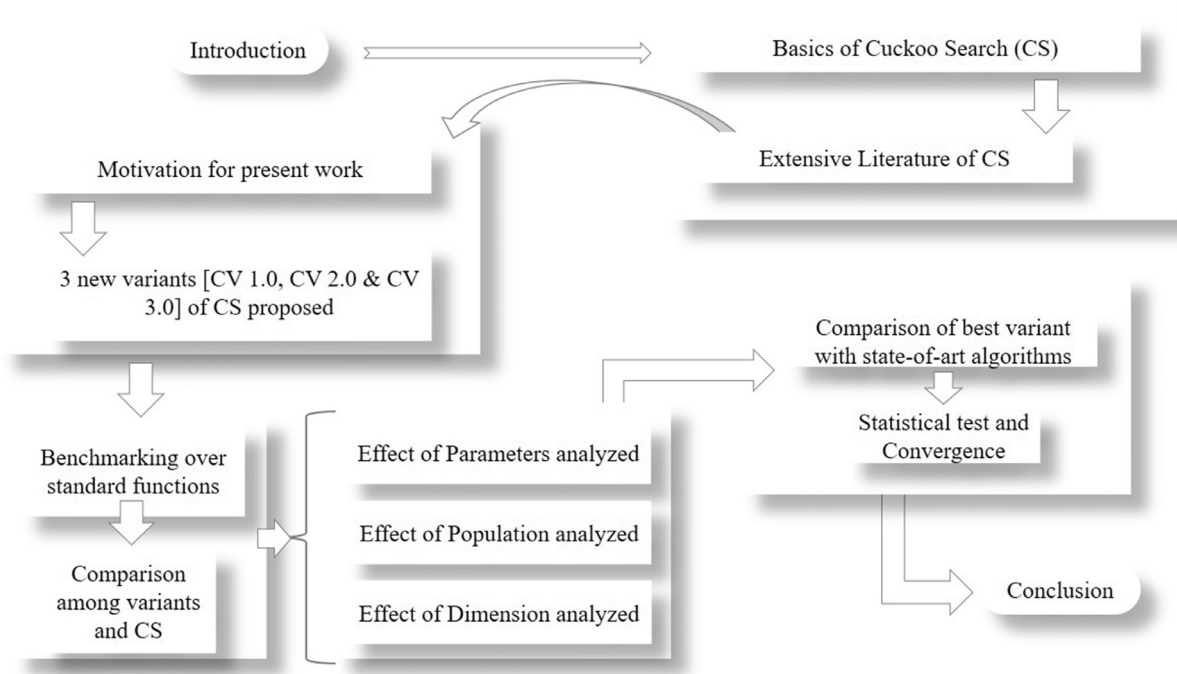 Introduction
Basics of Cuckoo Search (CS)
Extensive Literature of CS
Motivation for present work
3 new variants [CV 1.0, CV 2.0 & CV
3.0] of CS proposed
Benchmarking over
standard functions
Comparison
among variants
and CS
Effect of Parameters analyzed
Effect of Population analyzed
Effect of Dimension analyzed
Comparison of best variant
with state-of-art algorithms
Statistical test and
Convergence
Conclusion